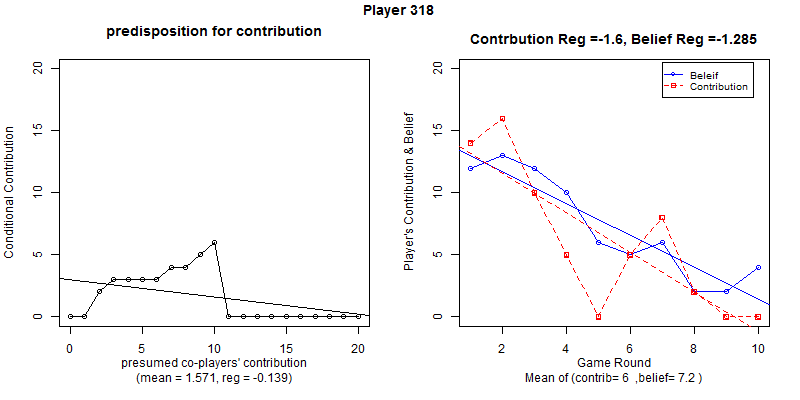 Player 318
predisposition for contribution
Conditional Contribution
20
15
10
5
0
0 5 10 15 20
presumed co-players' contribution
(mean = 1.571, reg = -0.139)
Contrbution Reg =-1.6, Belief Reg =-1.285
Player's Contribution & Belief
20
15
10
5
0
Beleif
Contribution
2 4 6 8 10
Game Round
Mean of (contrib= 6 ,belief= 7.2 )